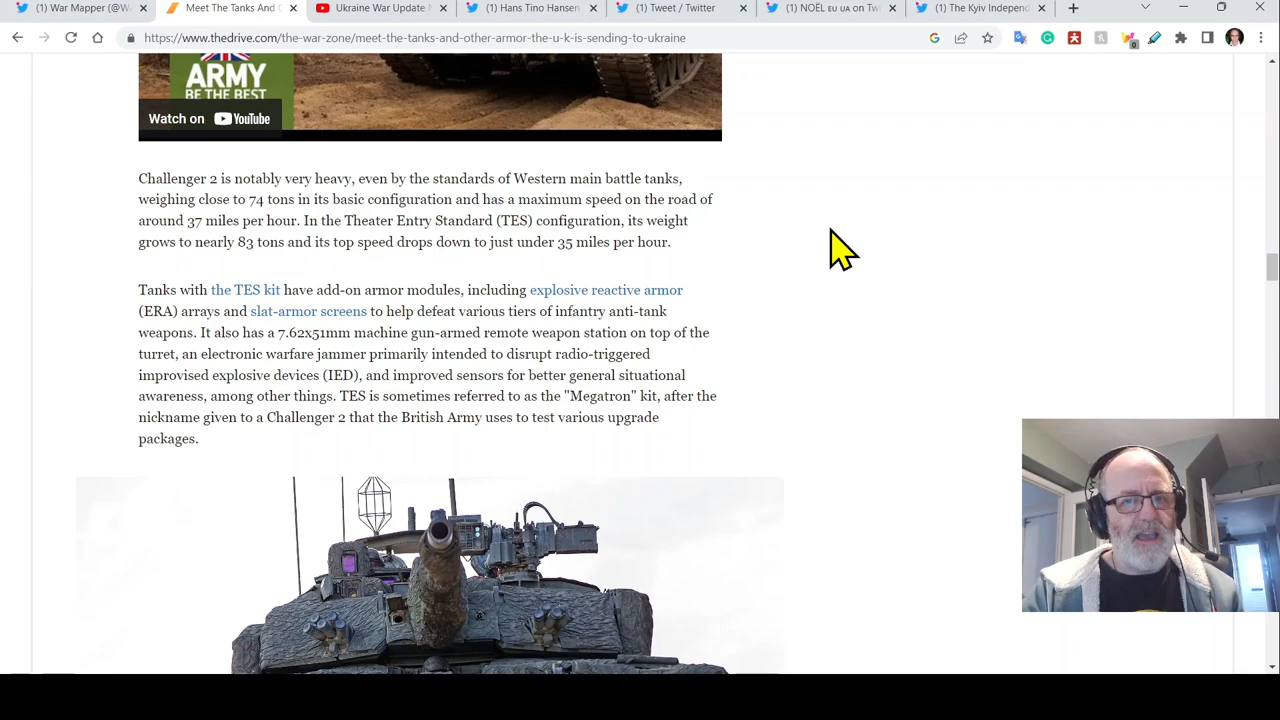 (1) War Mapper (@Wa
Meet The Tanks And O
Ukraine War Update N
(1) Hans Tino Hansen
(1) Tweet / Twitter
(1) NOËL EU UA on Tw
(1) The Kyiv Independ
https://www.thedrive.com/the-war-zone/meet-the-tanks-and-other-armor-the-u-k-is-sending-to-ukraine
ARMY
BE THE BEST
Watch on YouTube
Challenger 2 is notably very heavy, even by the standards of Western main battle tanks,
weighing close to 74 tons in its basic configuration and has a maximum speed on the road of
around 37 miles per hour. In the Theater Entry Standard (TES) configuration, its weight
grows to nearly 83 tons and its top speed drops down to just under 35 miles per hour.
Tanks with the TES kit have add-on armor modules, including explosive reactive armor
(ERA) arrays and slat-armor screens to help defeat various tiers of infantry anti-tank
weapons. It also has a 7.62x51mm machine gun-armed remote weapon station on top of the
turret, an electronic warfare jammer primarily intended to disrupt radio-triggered
improvised explosive devices (IED), and improved sensors for better general situational
awareness, among other things. TES is sometimes referred to as the "Megatron" kit, after the
nickname given to a Challenger 2 that the British Army uses to test various upgrade
packages.